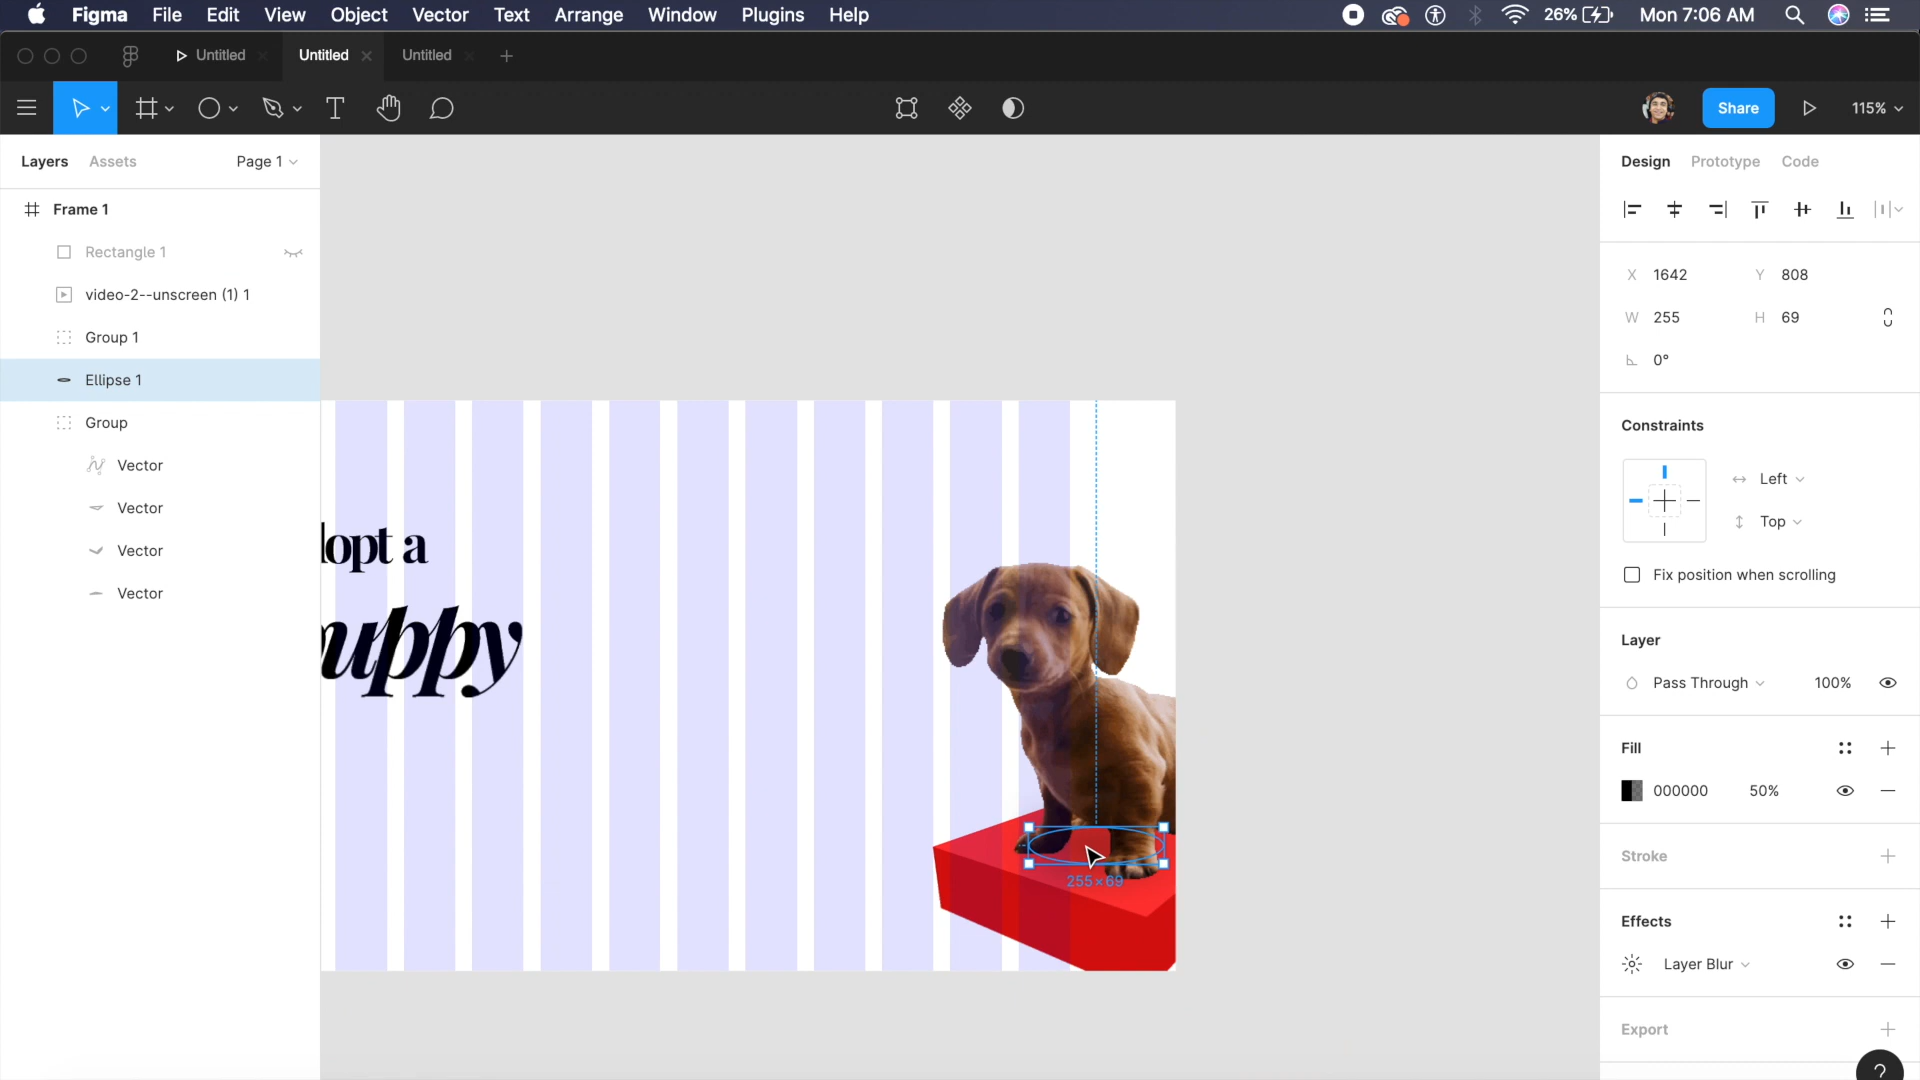 Figma File Edit View Object Vector Text Arrange Window Plugins Help 26% Mon 7:06 AM
Untitled Untitled Untitled
Share 115%
Layers Assets Page 1
Frame 1
Rectangle 1
video-2--unscreen (1) 1
Group 1
Ellipse 1
Group
Vector
Vector
Vector
Vector
lopt a
uppy
255×69
Design Prototype Code
X 1642 Y 808
W 255 H 69
0°
Constraints
Left
Top
Fix position when scrolling
Layer
Pass Through 100%
Fill
000000 50%
Stroke
Effects
Layer Blur
Export
?